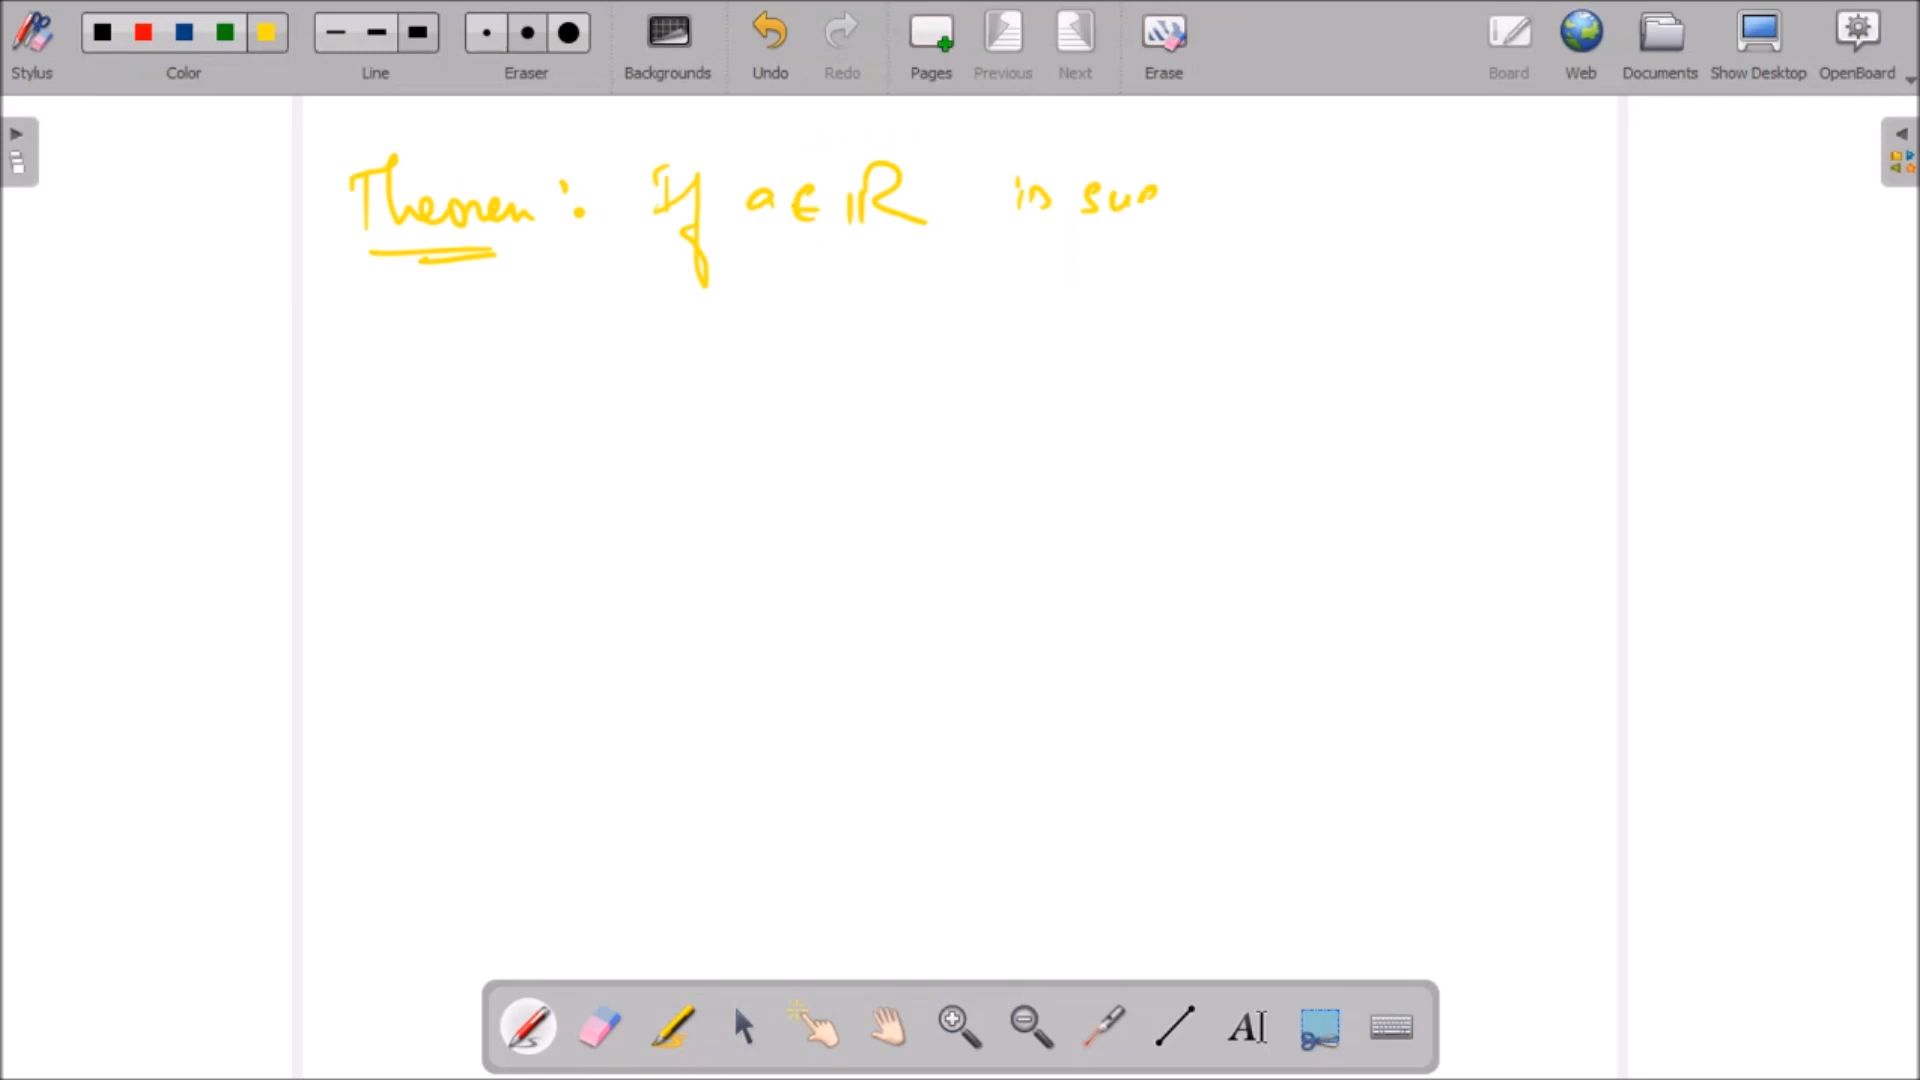 Stylus Color Line Eraser Backgrounds Undo Redo Pages Previous Next Erase Board Web Documents Show Desktop OpenBoard
Theorem : If a ∈ ℝ is suc